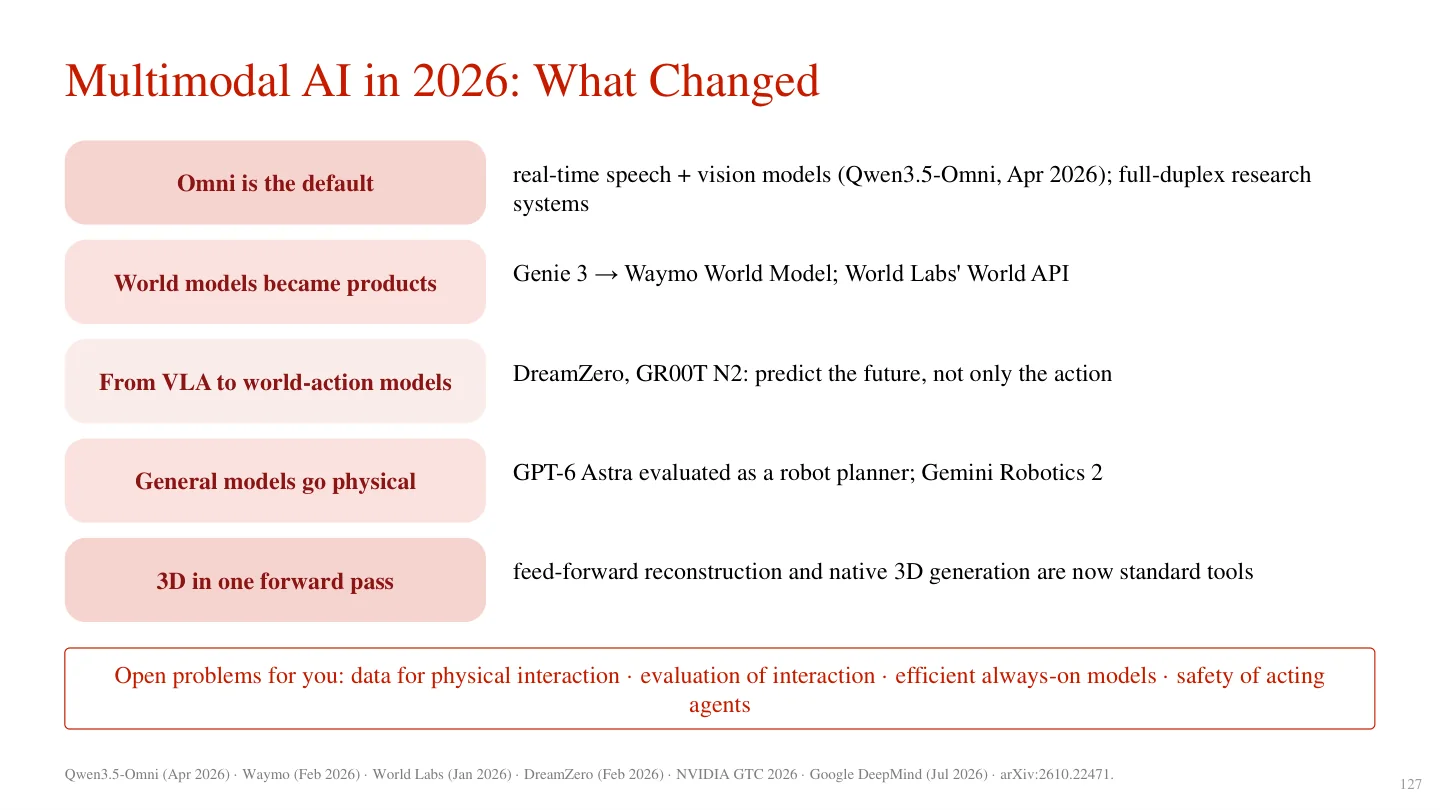 Multimodal AI in 2026: What Changed
Omni is the default
real-time speech + vision models (Qwen3.5-Omni, Apr 2026); full-duplex research
systems
World models became products
Genie 3 → Waymo World Model; World Labs' World API
From VLA to world-action models
DreamZero, GR00T N2: predict the future, not only the action
General models go physical
GPT-6 Astra evaluated as a robot planner; Gemini Robotics 2
3D in one forward pass
feed-forward reconstruction and native 3D generation are now standard tools
Open problems for you: data for physical interaction · evaluation of interaction · efficient always-on models · safety of acting
agents
Qwen3.5-Omni (Apr 2026) · Waymo (Feb 2026) · World Labs (Jan 2026) · DreamZero (Feb 2026) · NVIDIA GTC 2026 · Google DeepMind (Jul 2026) · arXiv:2610.22471.
127